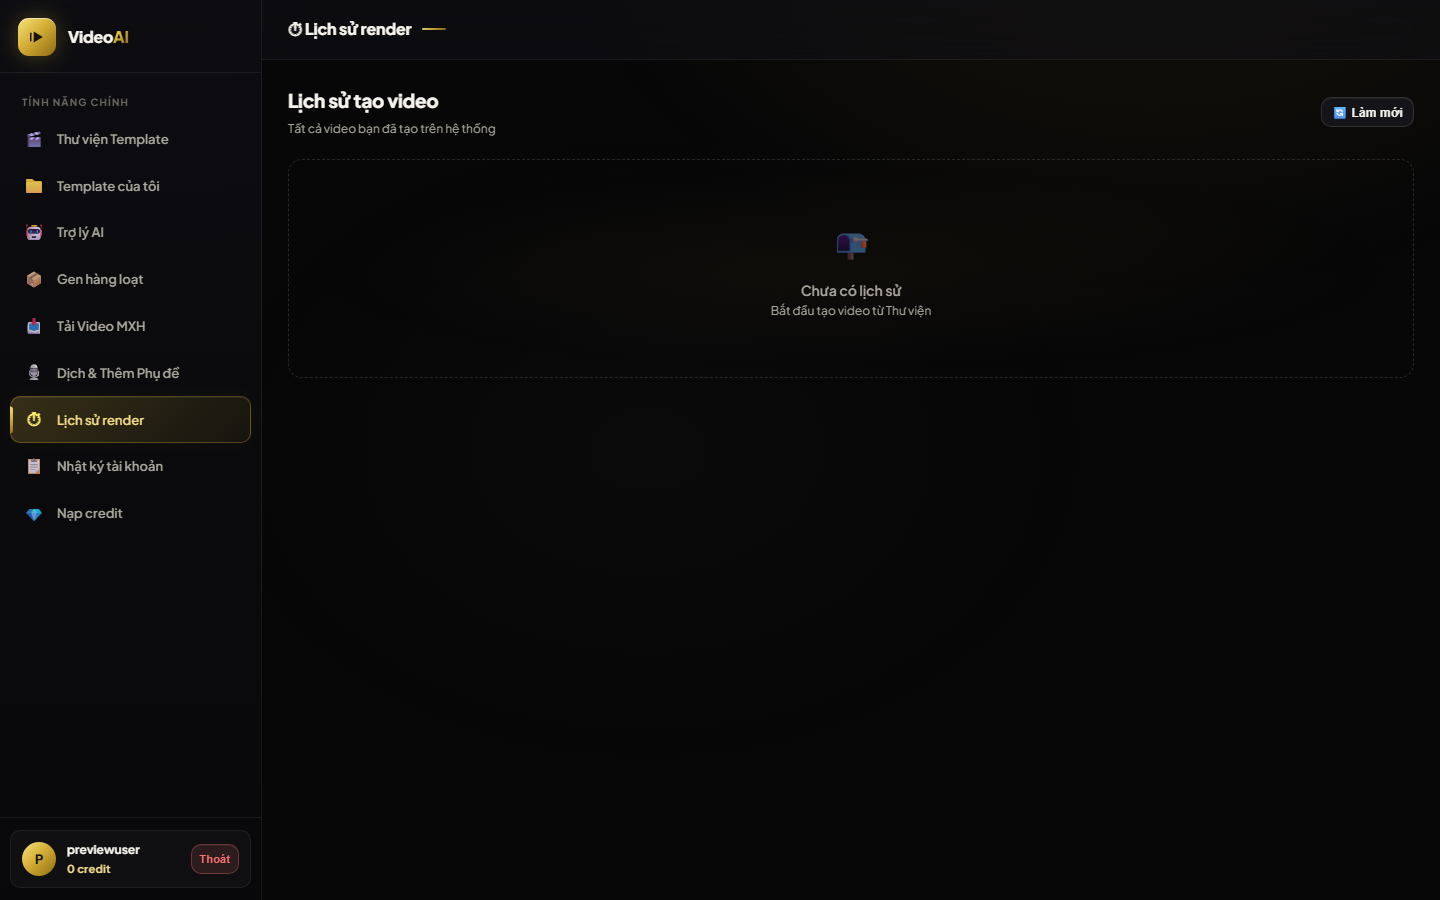 VideoAI
TÍNH NĂNG CHÍNH
Thư viện Template
Template của tôi
Trợ lý AI
Gen hàng loạt
Tải Video MXH
Dịch & Thêm Phụ đề
Lịch sử render
Nhật ký tài khoản
Nạp credit
P
previewuser
0 credit
Thoát
Lịch sử render
Lịch sử tạo video
Tất cả video bạn đã tạo trên hệ thống
Làm mới
Chưa có lịch sử
Bắt đầu tạo video từ Thư viện